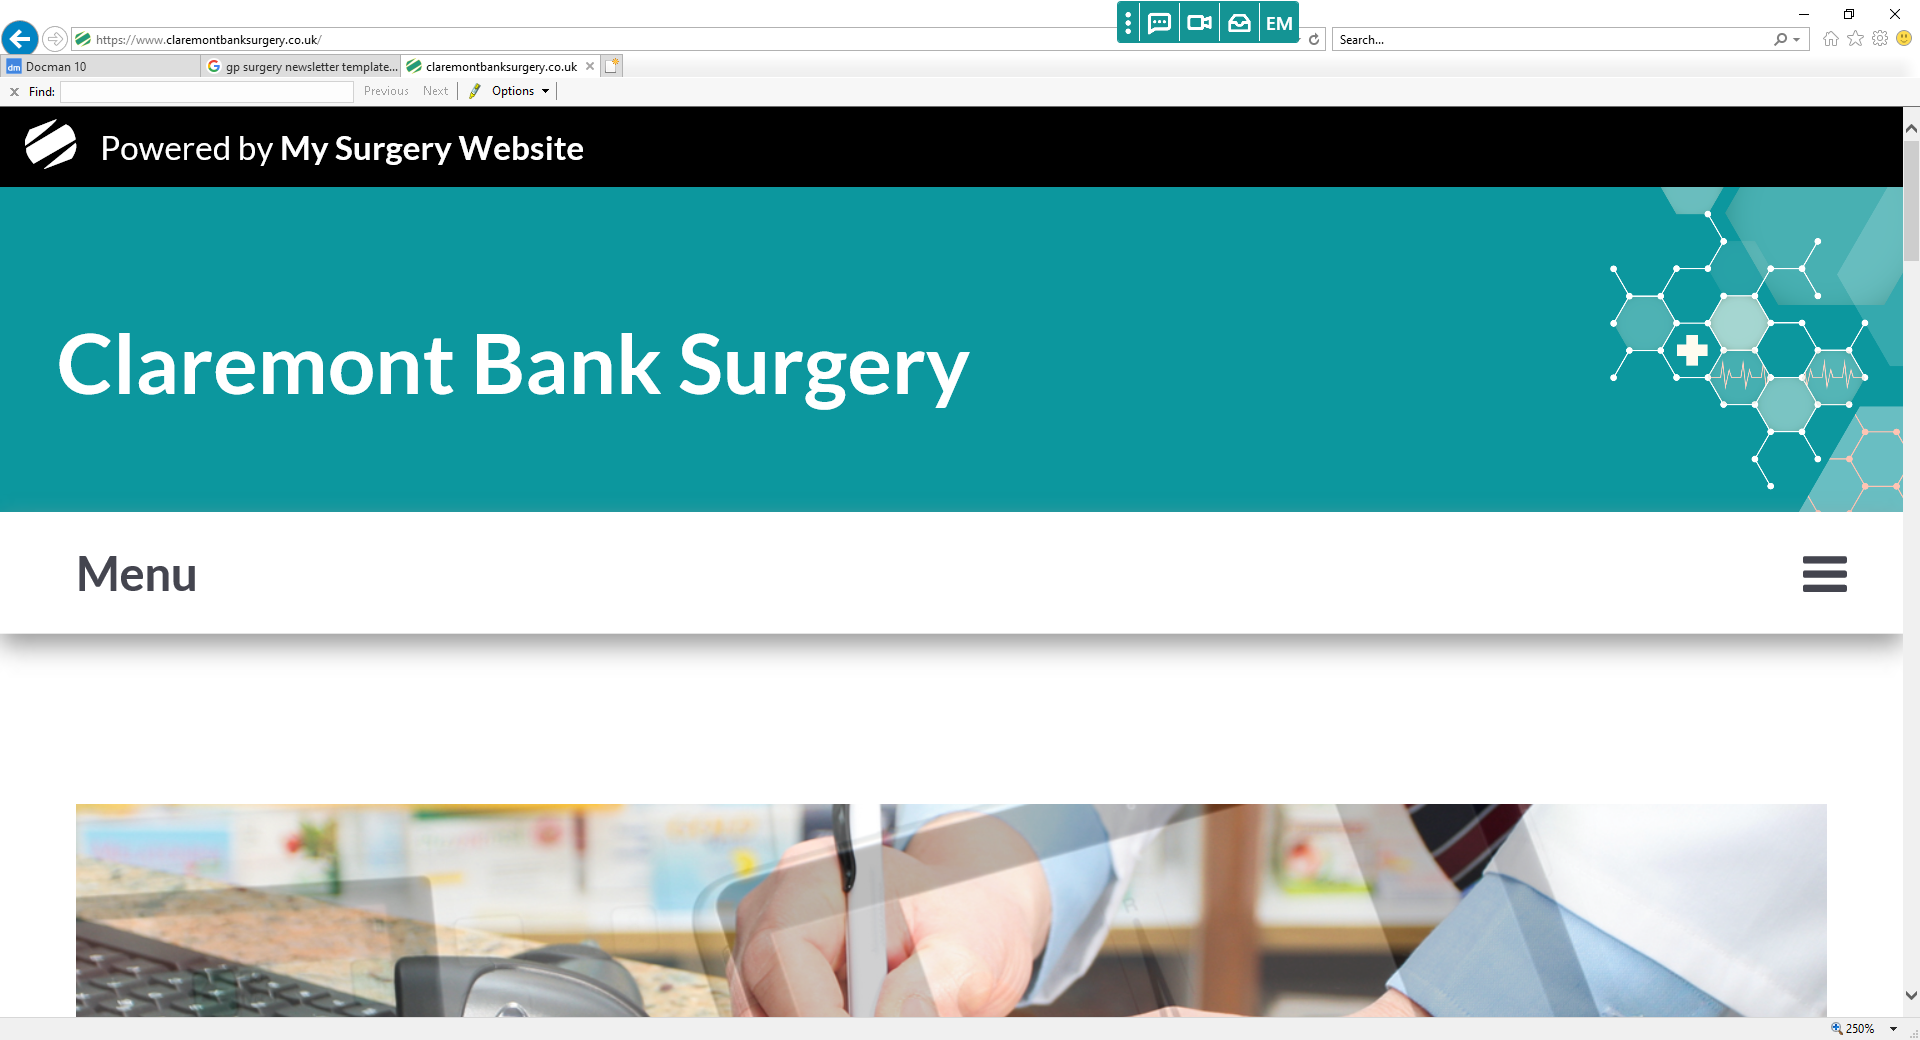 EM
https://www.claremontbanksurgery.co.uk/
Search...
dm Docman 10
gp surgery newsletter template...
claremontbanksurgery.co.uk
Find:
Previous Next Options
Powered by My Surgery Website
Claremont Bank Surgery
Menu
250%